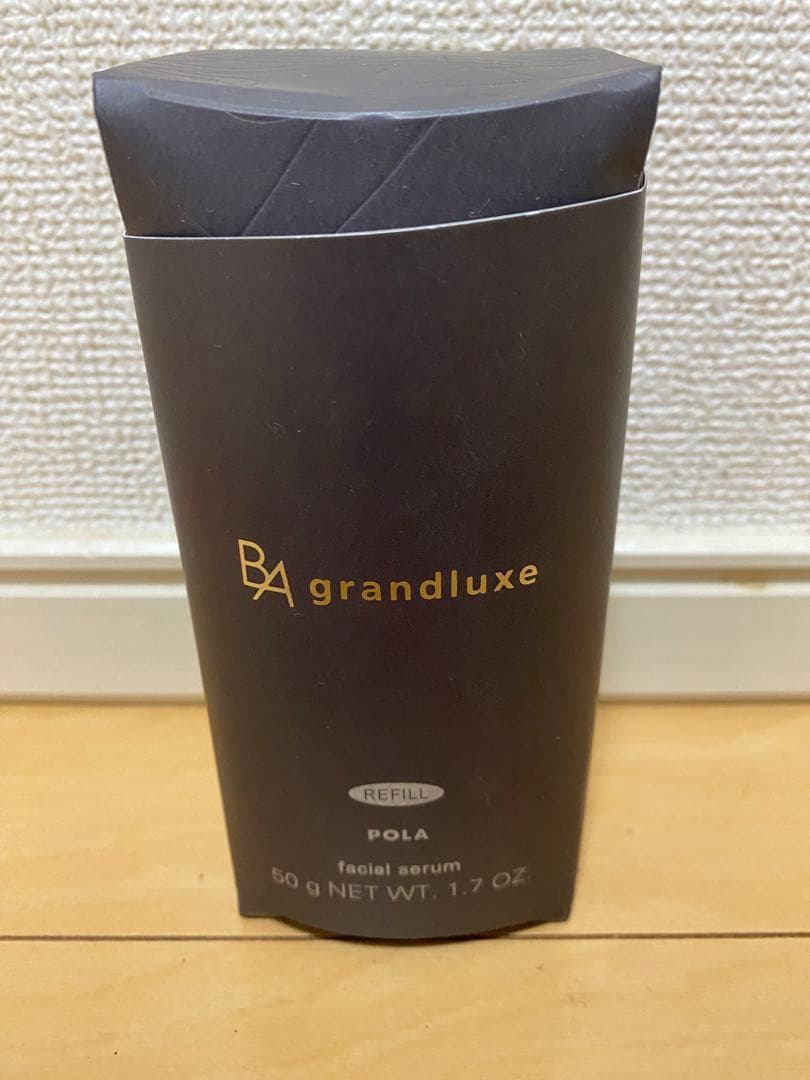 BA grandluxe
REFILL
POLA
facial serum
50 g NET WT. 1.7 OZ.